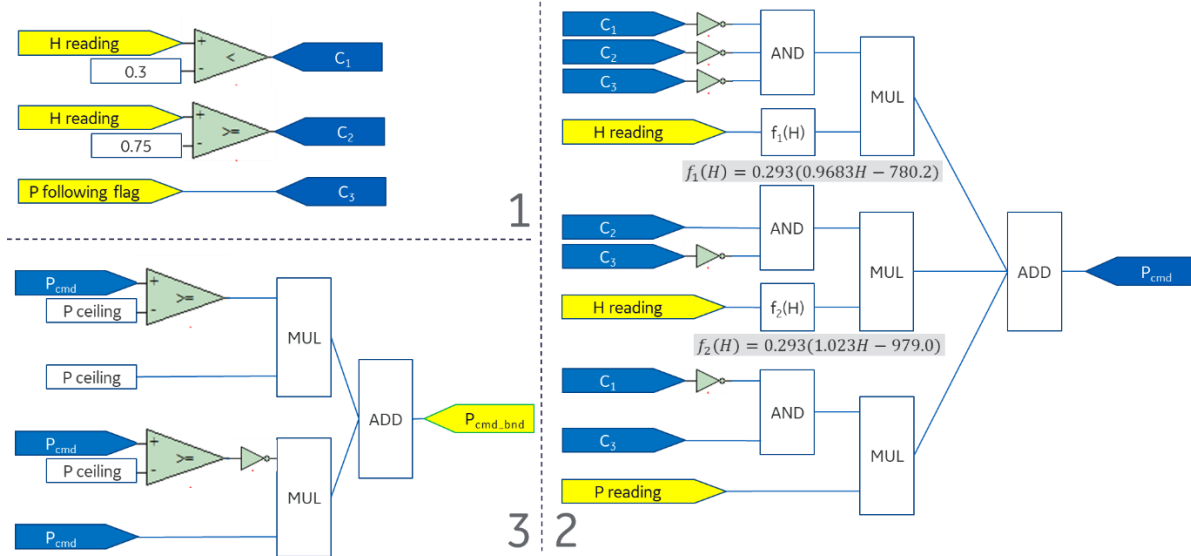 H reading
+
-
<
0.3
C1
H reading
+
-
>=
0.75
C2
P following flag
C3
1
Pcmd
+
-
>=
P ceiling
MUL
P ceiling
ADD
Pcmd_bnd
Pcmd
+
-
>=
P ceiling
MUL
Pcmd
3
C1
C2
C3
AND
MUL
H reading
f1(H)
f1(H) = 0.293(0.9683H − 780.2)
C2
C3
AND
MUL
H reading
f2(H)
f2(H) = 0.293(1.023H − 979.0)
ADD
Pcmd
C1
C3
AND
MUL
P reading
2